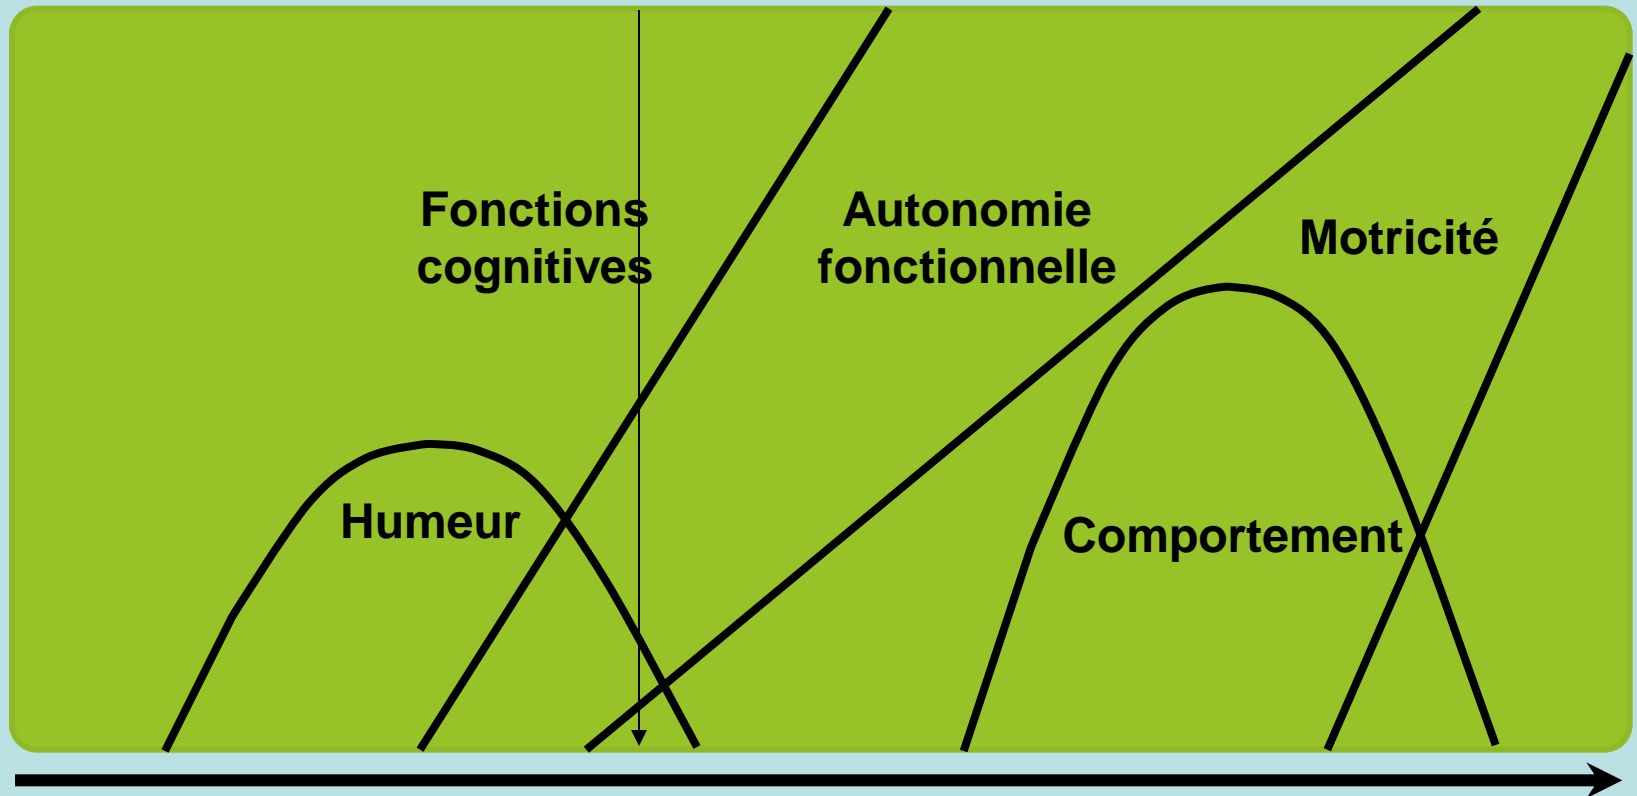 Fonctions
cognitives
Autonomie
fonctionnelle
Motricité
Humeur
Comportement